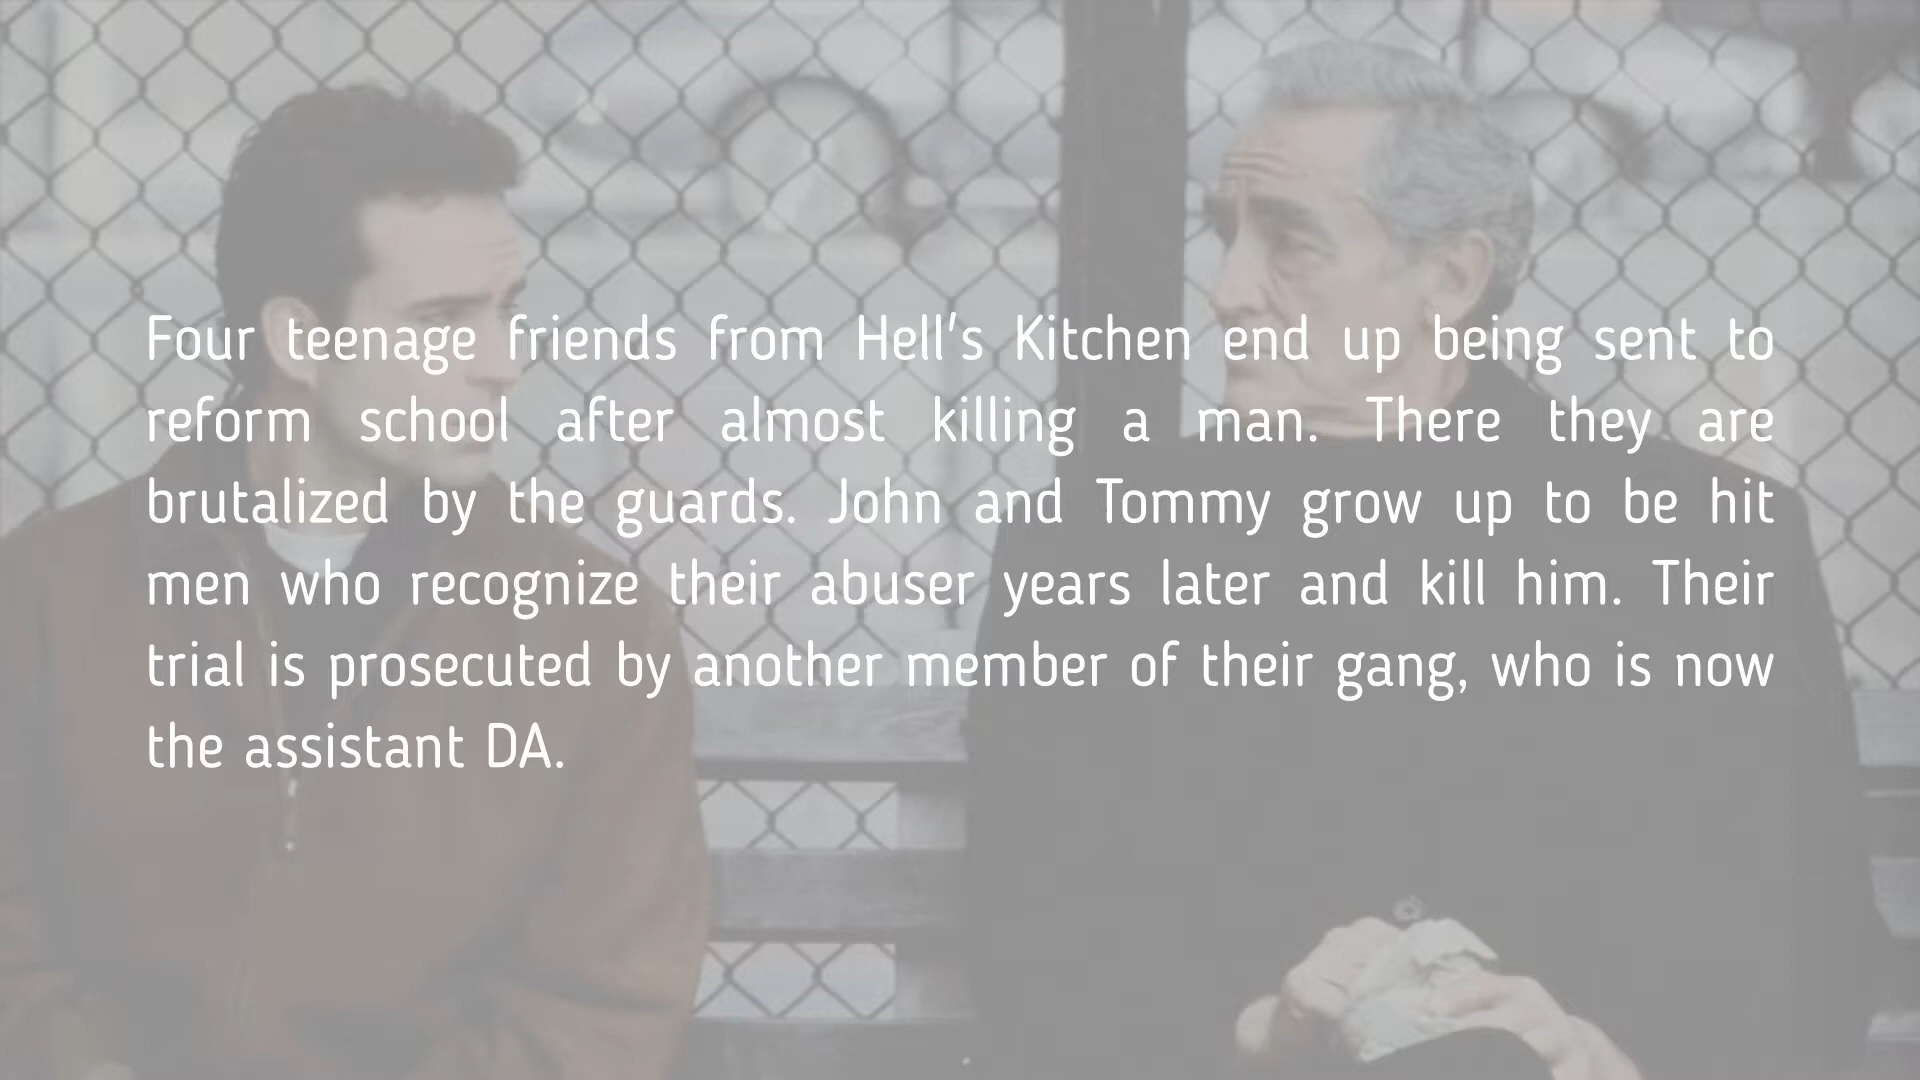 Four teenage friends from Hell's Kitchen end up being sent to
reform school after almost killing a man. There they are
brutalized by the guards. John and Tommy grow up to be hit
men who recognize their abuser years later and kill him. Their
trial is prosecuted by another member of their gang, who is now
the assistant DA.